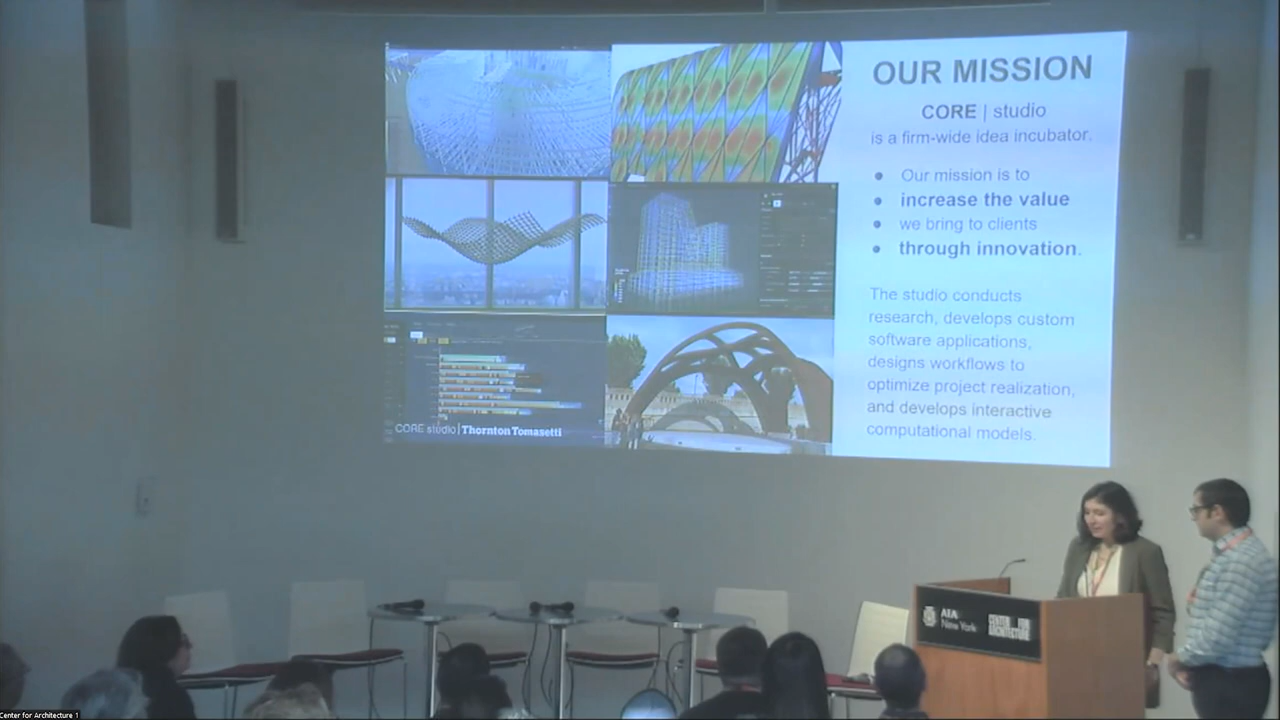 OUR MISSION
CORE | studio
is a firm-wide idea incubator.
Our mission is to
increase the value
we bring to clients
through innovation.
The studio conducts
research, develops custom
software applications,
designs workflows to
optimize project realization,
and develops interactive
computational models.
CORE studio | Thornton Tomasetti
AIA
New York
CENTER FOR
ARCHITECTURE
Center for Architecture 1